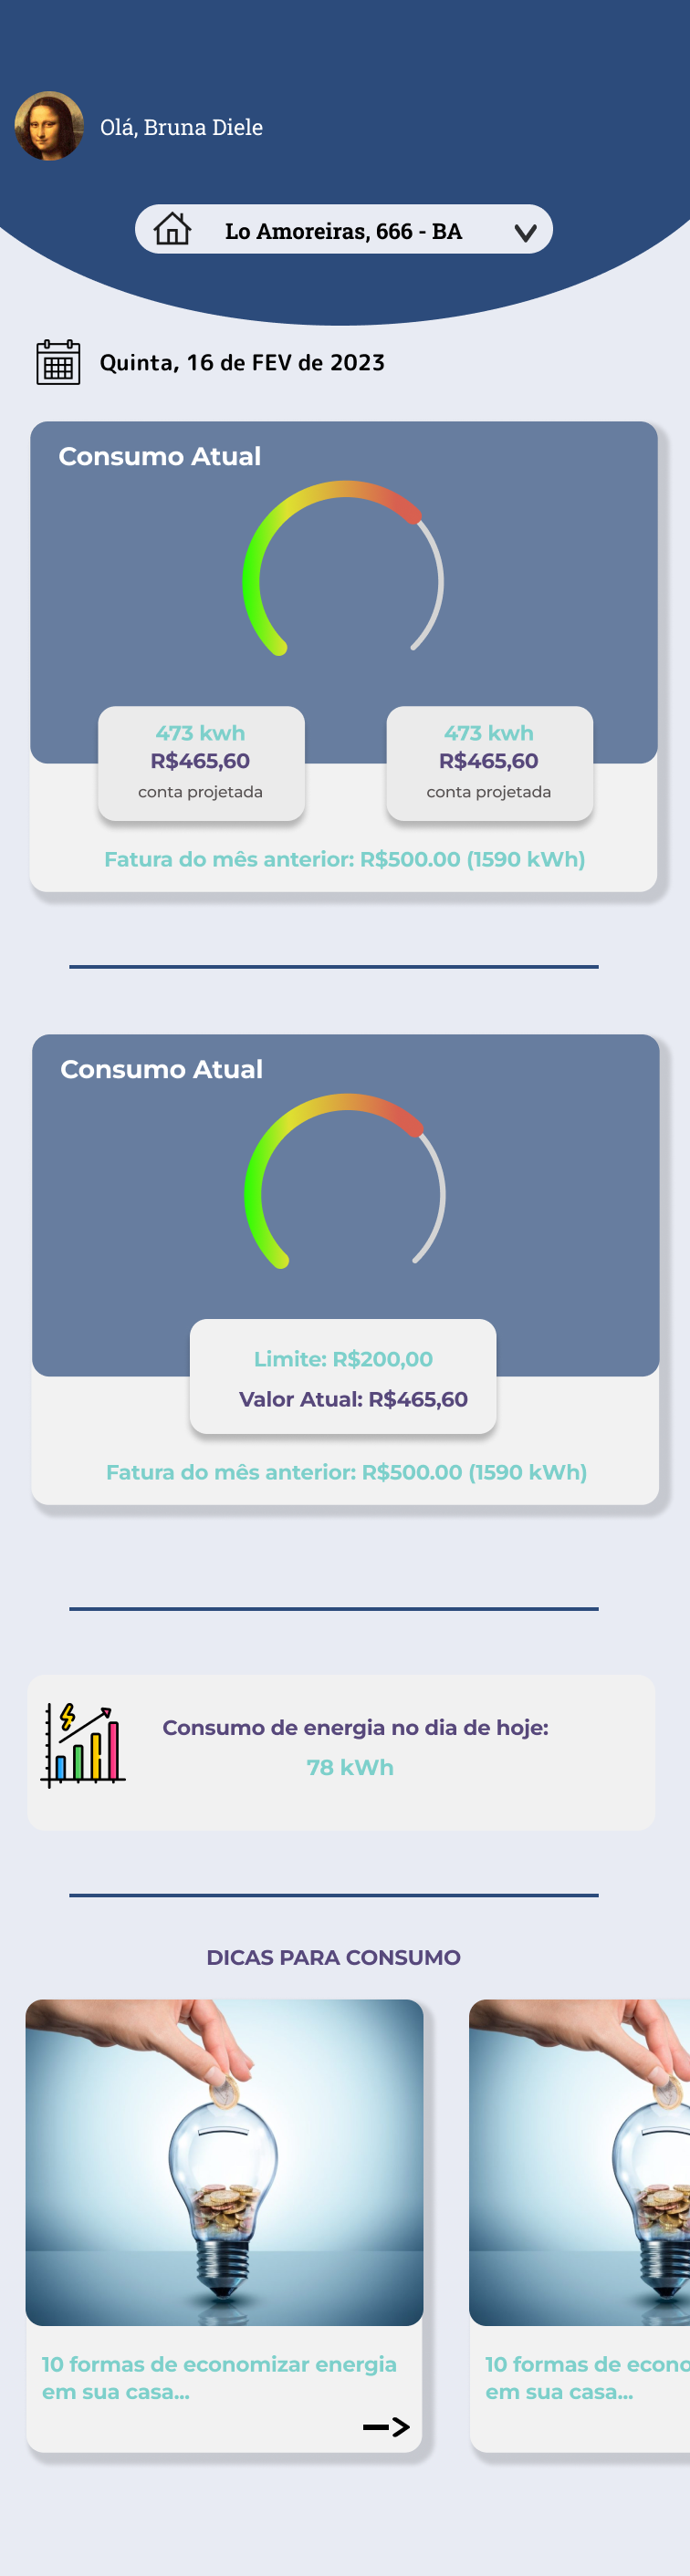 Olá, Bruna Diele
Lo Amoreiras, 666 - BA
Quinta, 16 de FEV de 2023
Consumo Atual
473 kwh
R$465,60
conta projetada
473 kwh
R$465,60
conta projetada
Fatura do mês anterior: R$500.00 (1590 kWh)
Consumo Atual
Limite: R$200,00
Valor Atual: R$465,60
Fatura do mês anterior: R$500.00 (1590 kWh)
Consumo de energia no dia de hoje:
78 kWh
DICAS PARA CONSUMO
10 formas de economizar energia
em sua casa...
10 formas de econo
em sua casa...